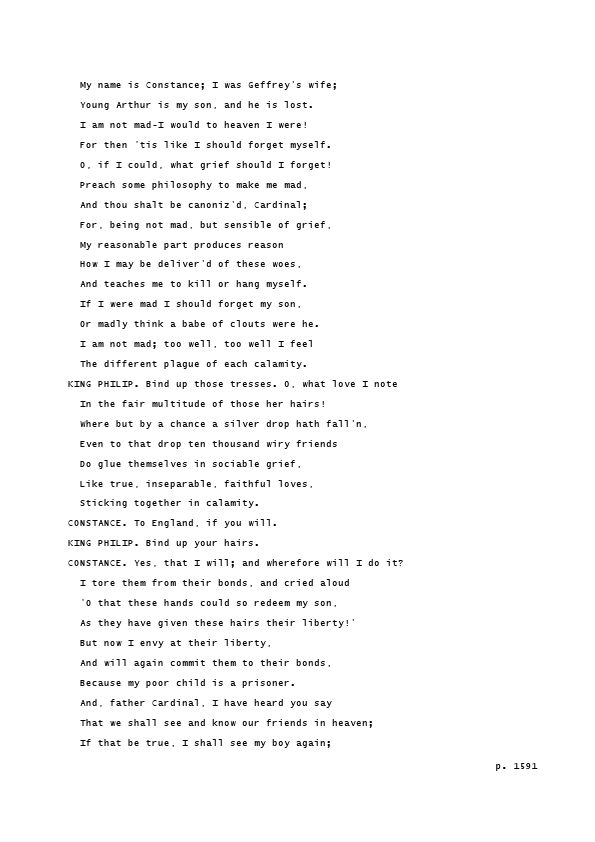 My name is Constance; I was Geffrey's wife;
Young Arthur is my son, and he is lost.
I am not mad-I would to heaven I were!
For then 'tis like I should forget myself.
O, if I could, what grief should I forget!
Preach some philosophy to make me mad,
And thou shalt be canoniz'd, Cardinal;
For, being not mad, but sensible of grief,
My reasonable part produces reason
How I may be deliver'd of these woes,
And teaches me to kill or hang myself.
If I were mad I should forget my son,
Or madly think a babe of clouts were he.
I am not mad; too well, too well I feel
The different plague of each calamity.
KING PHILIP. Bind up those tresses. O, what love I note
In the fair multitude of those her hairs!
Where but by a chance a silver drop hath fall'n,
Even to that drop ten thousand wiry friends
Do glue themselves in sociable grief,
Like true, inseparable, faithful loves,
Sticking together in calamity.
CONSTANCE. To England, if you will.
KING PHILIP. Bind up your hairs.
CONSTANCE. Yes, that I will; and wherefore will I do it?
I tore them from their bonds, and cried aloud
'O that these hands could so redeem my son,
As they have given these hairs their liberty!'
But now I envy at their liberty,
And will again commit them to their bonds,
Because my poor child is a prisoner.
And, father Cardinal, I have heard you say
That we shall see and know our friends in heaven;
If that be true, I shall see my boy again;
p. 1591